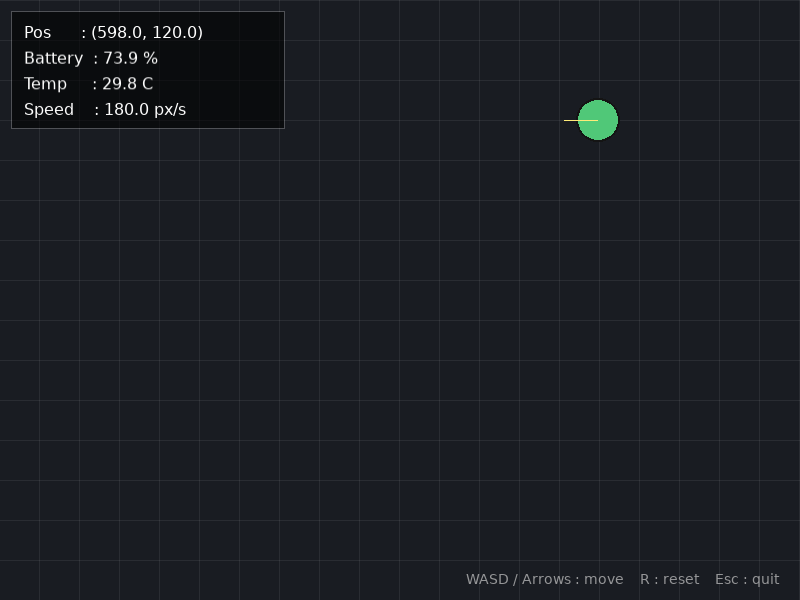 Pos : (598.0, 120.0)
Battery : 73.9 %
Temp : 29.8 C
Speed : 180.0 px/s
WASD / Arrows : move R : reset Esc : quit